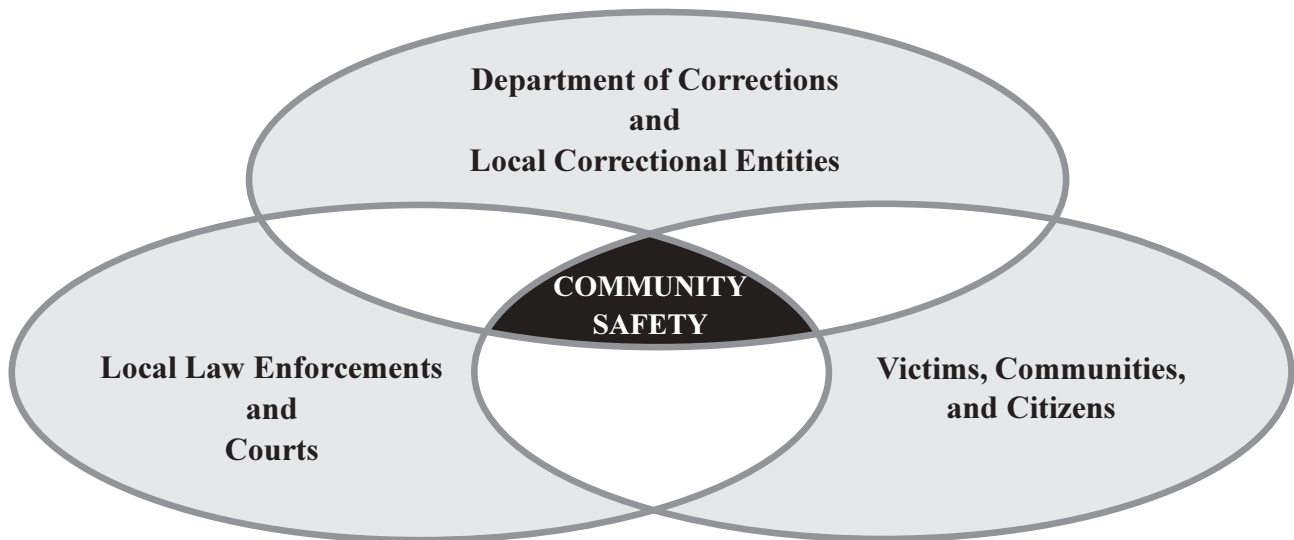 Department of Corrections
and
Local Correctional Entities
COMMUNITY
SAFETY
Local Law Enforcements
and
Courts
Victims, Communities,
and Citizens